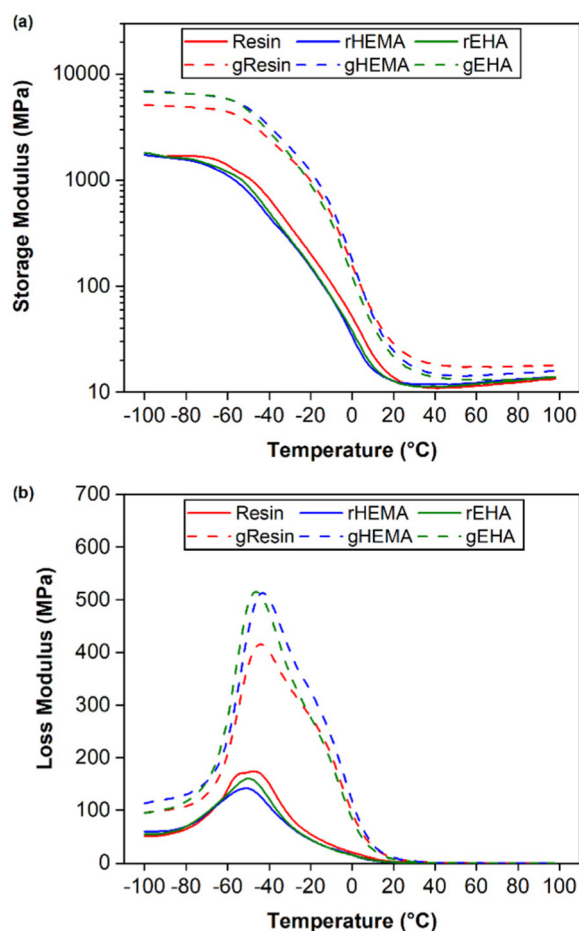 (a)
Resin rHEMA rEHA
gResin gHEMA gEHA
10000
1000
100
10
Storage Modulus (MPa)
-100 -80 -60 -40 -20 0 20 40 60 80 100
Temperature (°C)
(b)
700
Resin rHEMA rEHA
gResin gHEMA gEHA
600
500
400
300
200
100
0
Loss Modulus (MPa)
-100 -80 -60 -40 -20 0 20 40 60 80 100
Temperature (°C)